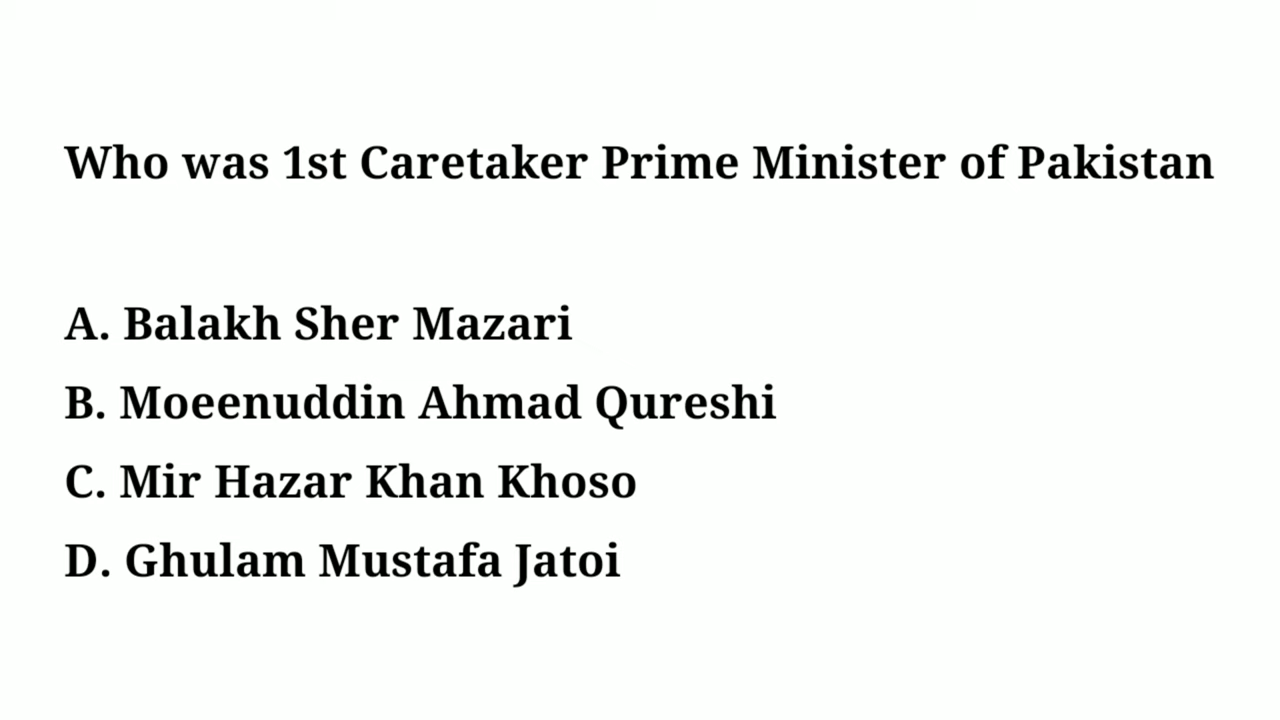 Who was 1st Caretaker Prime Minister of Pakistan
A. Balakh Sher Mazari
B. Moeenuddin Ahmad Qureshi
C. Mir Hazar Khan Khoso
D. Ghulam Mustafa Jatoi